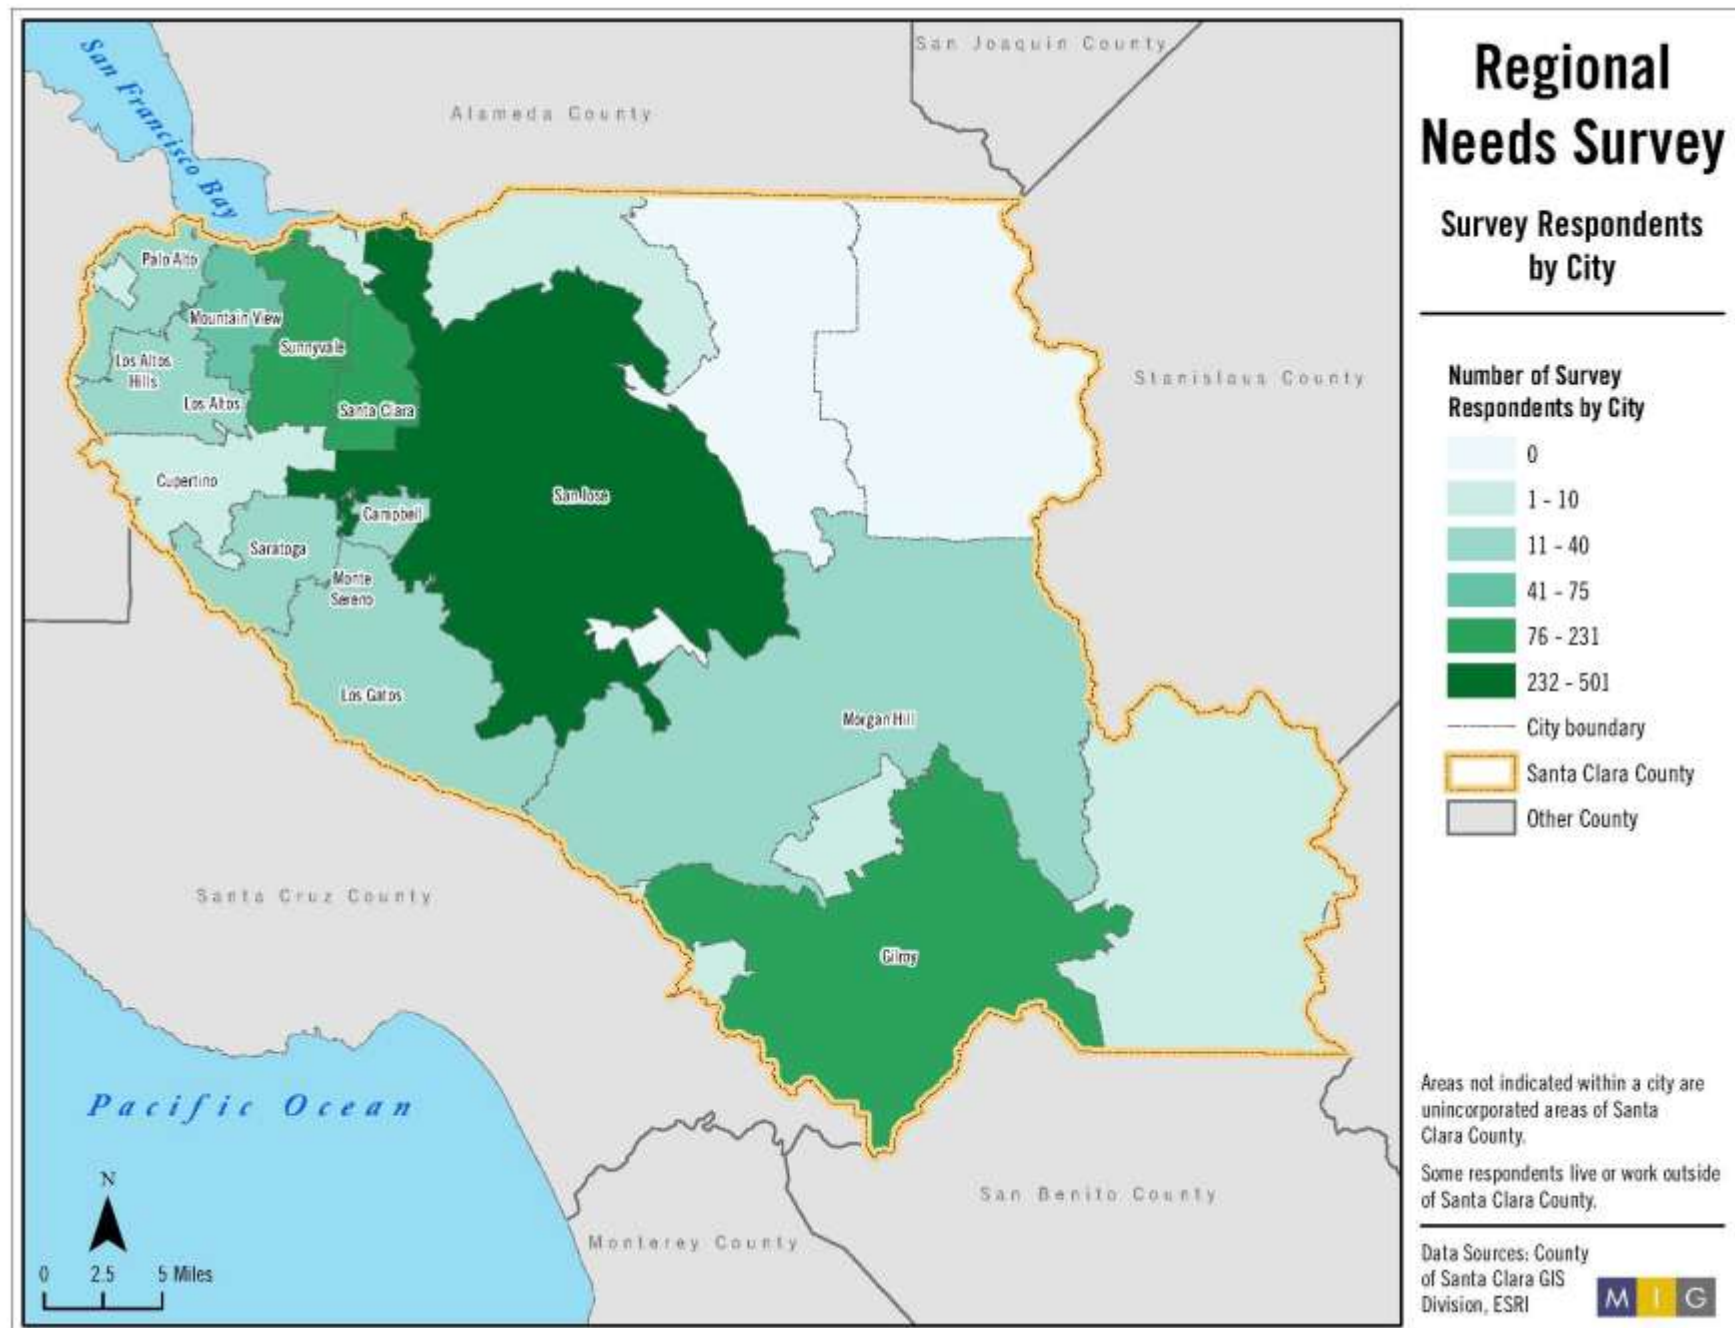 San Francisco Bay
San Joaquin County
Alameda County
Palo Alto
Mountain View
Sunnyvale
Los Altos
Hills
Los Altos
Santa Clara
Stanislaus County
Cupertino
San Jose
Campbell
Saratoga
Monte
Sereno
Los Gatos
Morgan Hill
Santa Cruz County
Gilroy
Pacific Ocean
San Benito County
Monterey County
N
0 2.5 5 Miles
Regional
Needs Survey
Survey Respondents
by City
Number of Survey
Respondents by City
0
1 - 10
11 - 40
41 - 75
76 - 231
232 - 501
City boundary
Santa Clara County
Other County
Areas not indicated within a city are
unincorporated areas of Santa
Clara County.
Some respondents live or work outside
of Santa Clara County.
Data Sources: County
of Santa Clara GIS
Division, ESRI
M I G